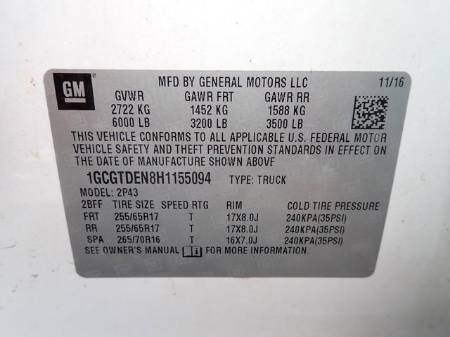 GM
MFD BY GENERAL MOTORS LLC 11/16
GVWR GAWR FRT GAWR RR
2722 KG 1452 KG 1588 KG
6000 LB 3200 LB 3500 LB
THIS VEHICLE CONFORMS TO ALL APPLICABLE U.S. FEDERAL MOTOR
VEHICLE SAFETY AND THEFT PREVENTION STANDARDS IN EFFECT
ON THE DATE OF MANUFACTURE SHOWN ABOVE.
1GCGTDEN8H1155094 TYPE: TRUCK
MODEL: 2P43
2BFF TIRE SIZE SPEED RTG RIM COLD TIRE PRESSURE
FRT 255/65R17 T 17X8.0J 240KPA(35PSI)
RR 255/65R17 T 17X8.0J 240KPA(35PSI)
SPA 265/70R16 T 16X7.0J 240KPA(35PSI)
SEE OWNER'S MANUAL FOR MORE INFORMATION.